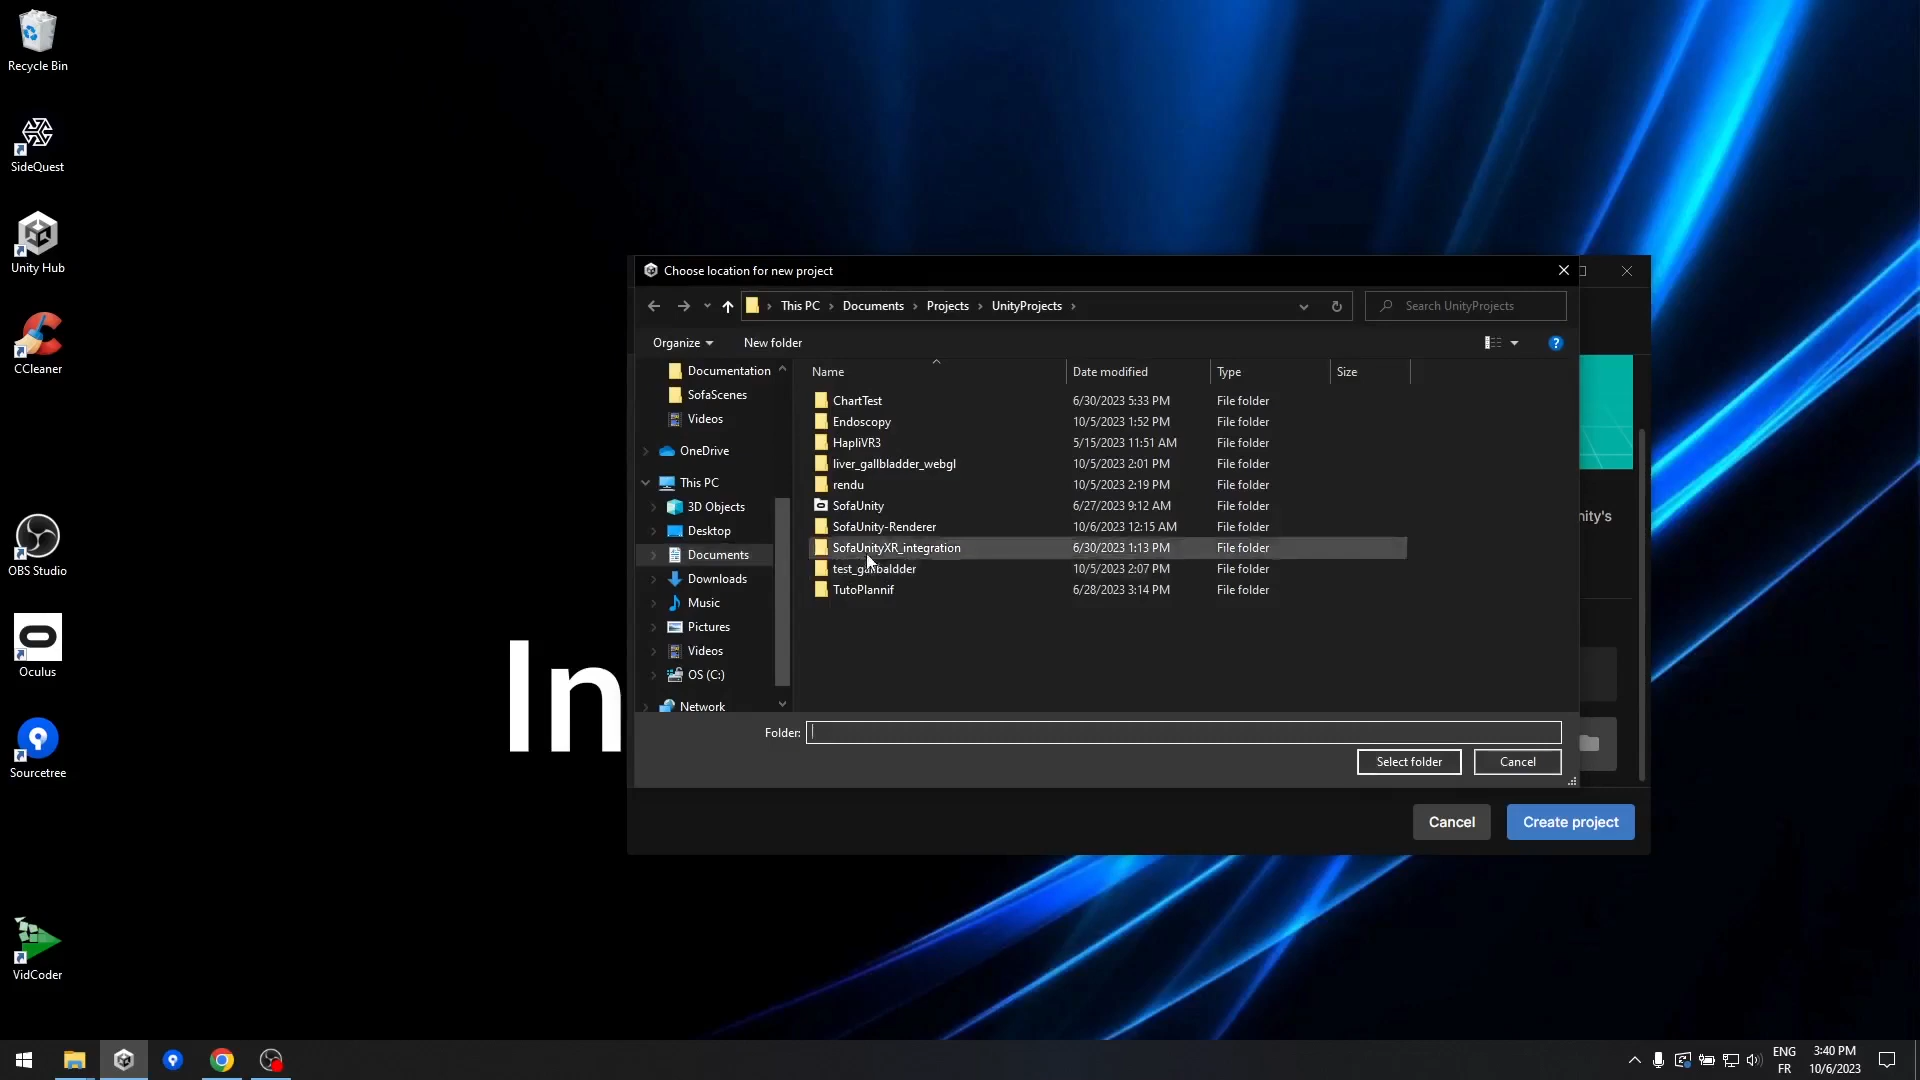 Recycle Bin
SideQuest
Unity Hub
CCleaner
OBS Studio
Oculus
Sourcetree
VidCoder
In
Choose location for new project
This PC
Documents
Projects
UnityProjects
Search UnityProjects
Organize
New folder
Documentation
SofaScenes
Videos
OneDrive
This PC
3D Objects
Desktop
Documents
Downloads
Music
Pictures
Videos
OS (C:)
Network
Name Date modified Type Size
ChartTest 6/30/2023 5:33 PM File folder
Endoscopy 10/5/2023 1:52 PM File folder
HapliVR3 5/15/2023 11:51 AM File folder
liver_gallbladder_webgl 10/5/2023 2:01 PM File folder
rendu 10/5/2023 2:19 PM File folder
SofaUnity 6/27/2023 9:12 AM File folder
SofaUnity-Renderer 10/6/2023 12:15 AM File folder
SofaUnityXR_integration 6/30/2023 1:13 PM File folder
10/5/2023 2:07 PM File folder
TutoPlannif 6/28/2023 3:14 PM File folder
Folder:
Select folder
Cancel
nity's
Cancel
Create project
ENG
FR
3:40 PM
10/6/2023